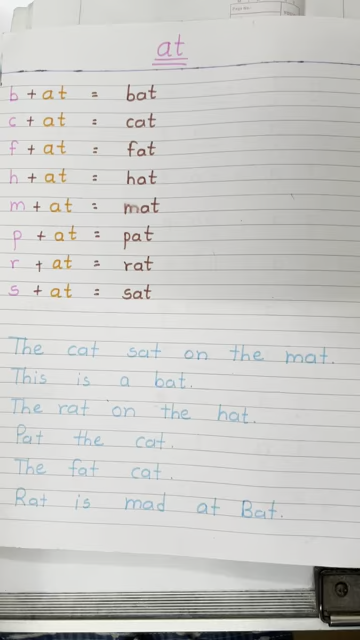 at
b + at = bat
c + at = cat
f + at = fat
h + at = hat
m + at = mat
p + at = pat
r + at = rat
s + at = sat
The cat sat on the mat.
This is a bat.
The rat on the hat.
Pat the cat.
The fat cat.
Rat is mad at Bat.